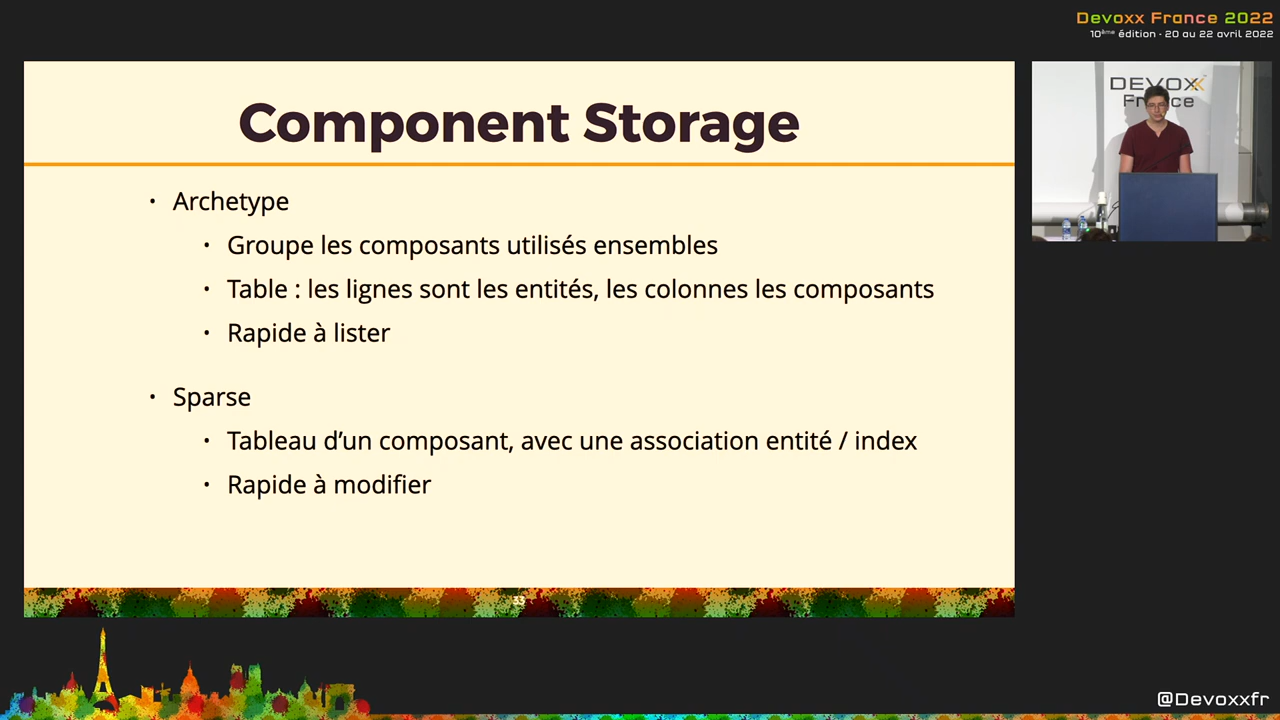 Devoxx France 2022
10ème édition - 20 au 22 avril 2022
DEVOXX
France
Component Storage
• Archetype
• Groupe les composants utilisés ensembles
• Table : les lignes sont les entités, les colonnes les composants
• Rapide à lister
• Sparse
• Tableau d’un composant, avec une association entité / index
• Rapide à modifier
33
@Devoxxfr